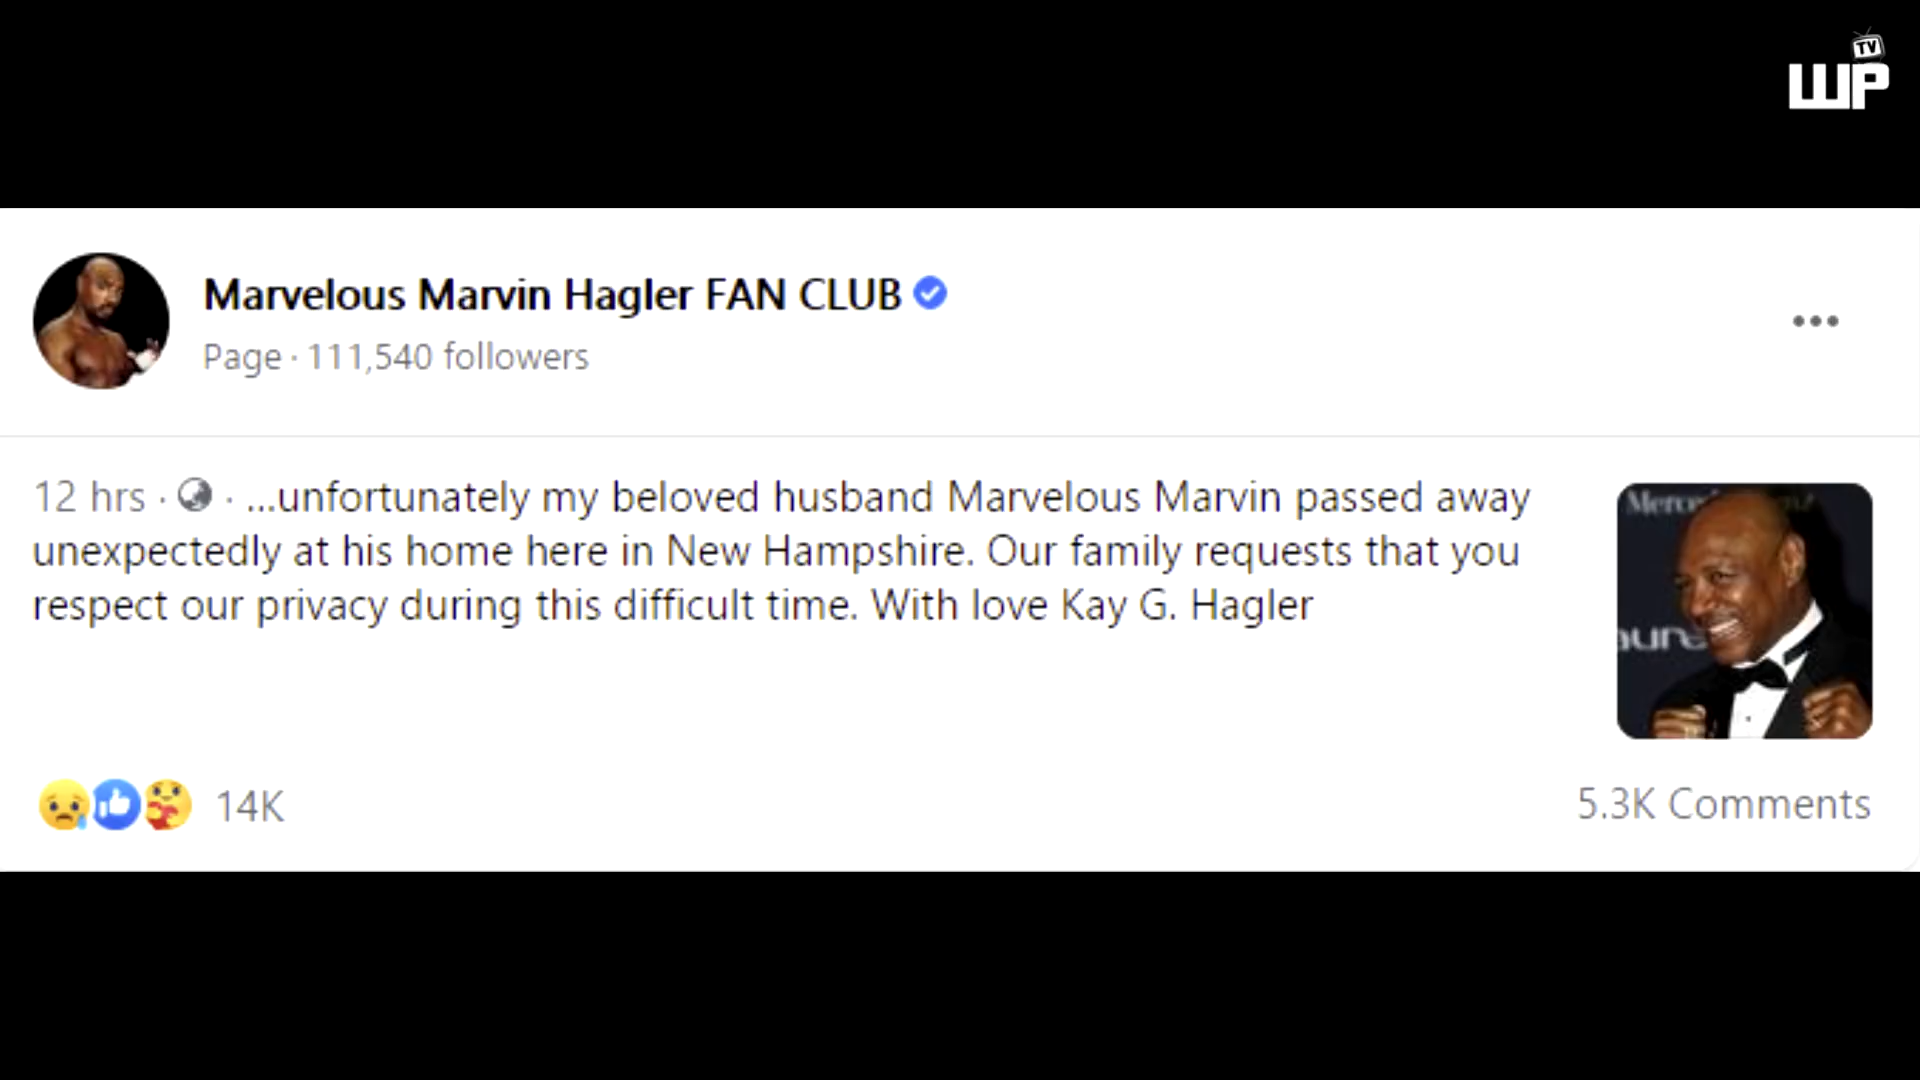 TV
WP
Marvelous Marvin Hagler FAN CLUB
Page · 111,540 followers
12 hrs · · ...unfortunately my beloved husband Marvelous Marvin passed away
unexpectedly at his home here in New Hampshire. Our family requests that you
respect our privacy during this difficult time. With love Kay G. Hagler
14K
5.3K Comments